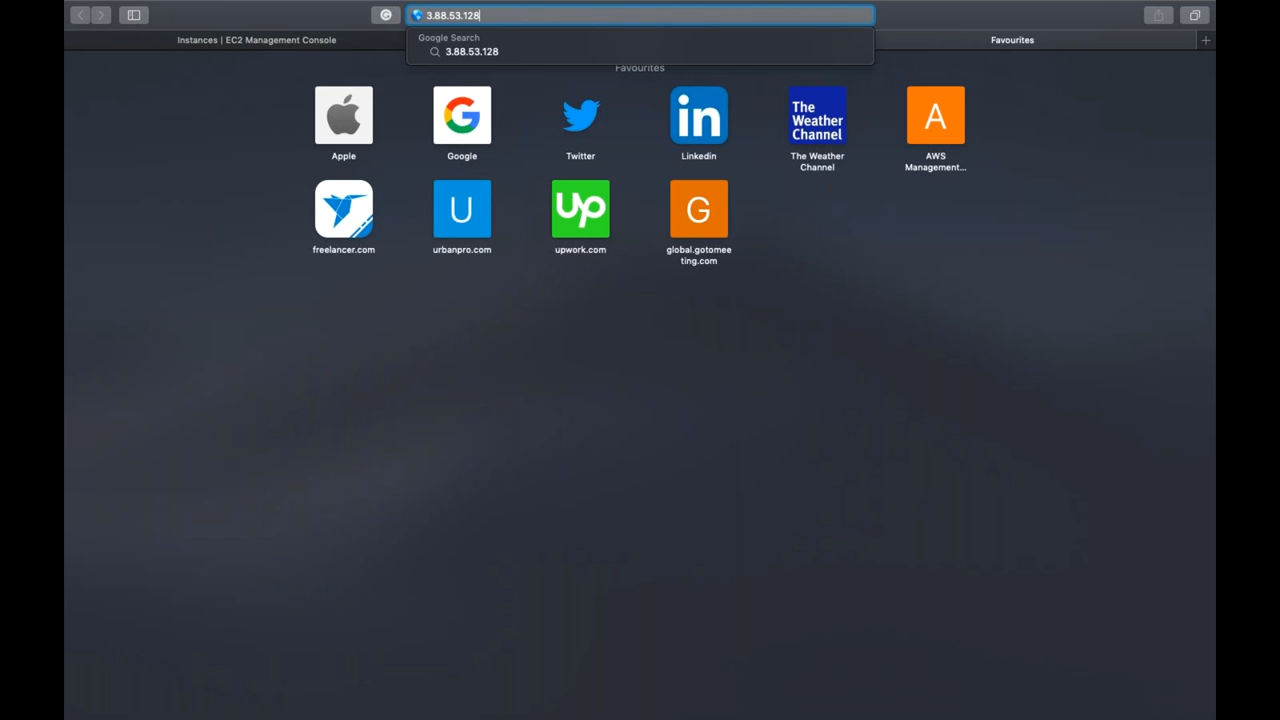 3.88.53.128
Instances | EC2 Management Console
Favourites
Google Search
3.88.53.128
Favourites
G
in
The
Weather
Channel
A
Apple
Google
Twitter
Linkedin
The Weather
Channel
AWS
Management...
U
Up
G
freelancer.com
urbanpro.com
upwork.com
global.gotomee
ting.com